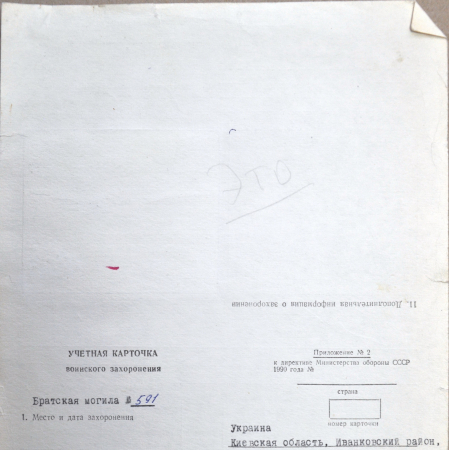 ЭТО
11. Дополнительная информация о захоронении
УЧЕТНАЯ КАРТОЧКА
воинского захоронения
Приложение № 2
к директиве Министерства обороны СССР
1990 года №
страна
номер карточки
Братская могила № 591
1. Место и дата захоронения
Украина
Киевская область, Иванковский район,